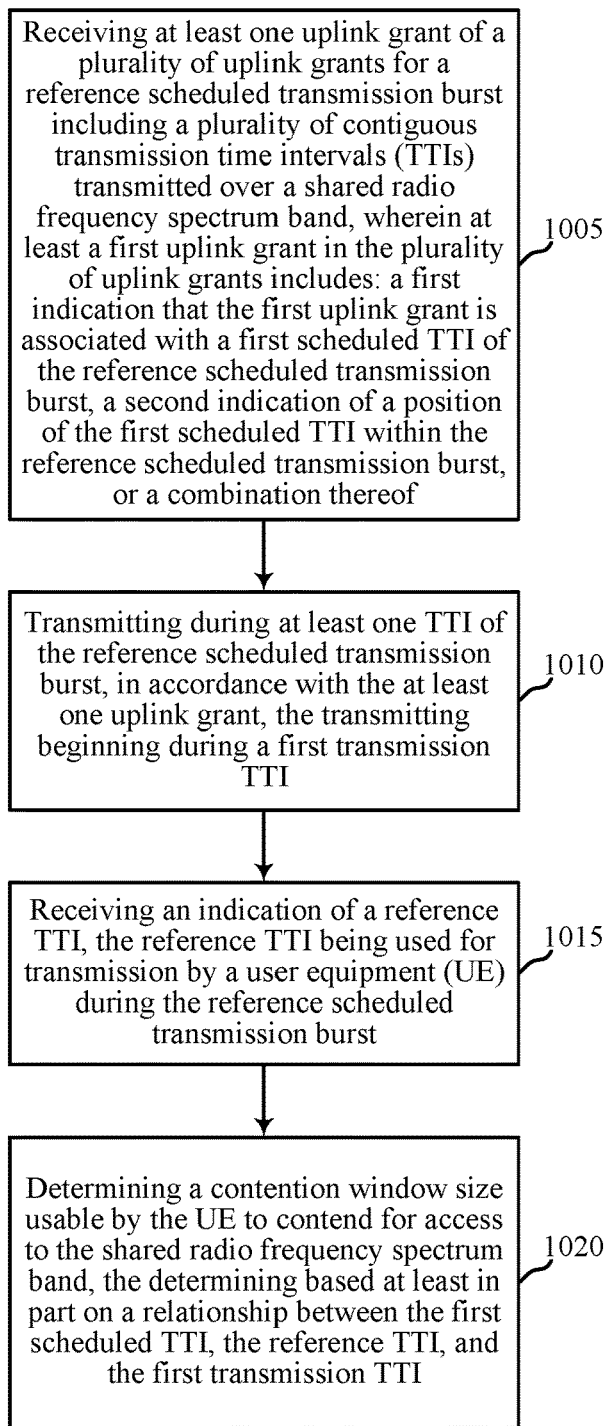 Receiving at least one uplink grant of a
plurality of uplink grants for a
reference scheduled transmission burst
including a plurality of contiguous
transmission time intervals (TTIs)
transmitted over a shared radio
frequency spectrum band, wherein at
least a first uplink grant in the plurality
of uplink grants includes: a first
indication that the first uplink grant is
associated with a first scheduled TTI of
the reference scheduled transmission
burst, a second indication of a position
of the first scheduled TTI within the
reference scheduled transmission burst,
or a combination thereof
1005
Transmitting during at least one TTI of
the reference scheduled transmission
burst, in accordance with the at least
one uplink grant, the transmitting
beginning during a first transmission
TTI
1010
Receiving an indication of a reference
TTI, the reference TTI being used for
transmission by a user equipment (UE)
during the reference scheduled
transmission burst
1015
Determining a contention window size
usable by the UE to contend for access
to the shared radio frequency spectrum
band, the determining based at least in
part on a relationship between the first
scheduled TTI, the reference TTI, and
the first transmission TTI
1020